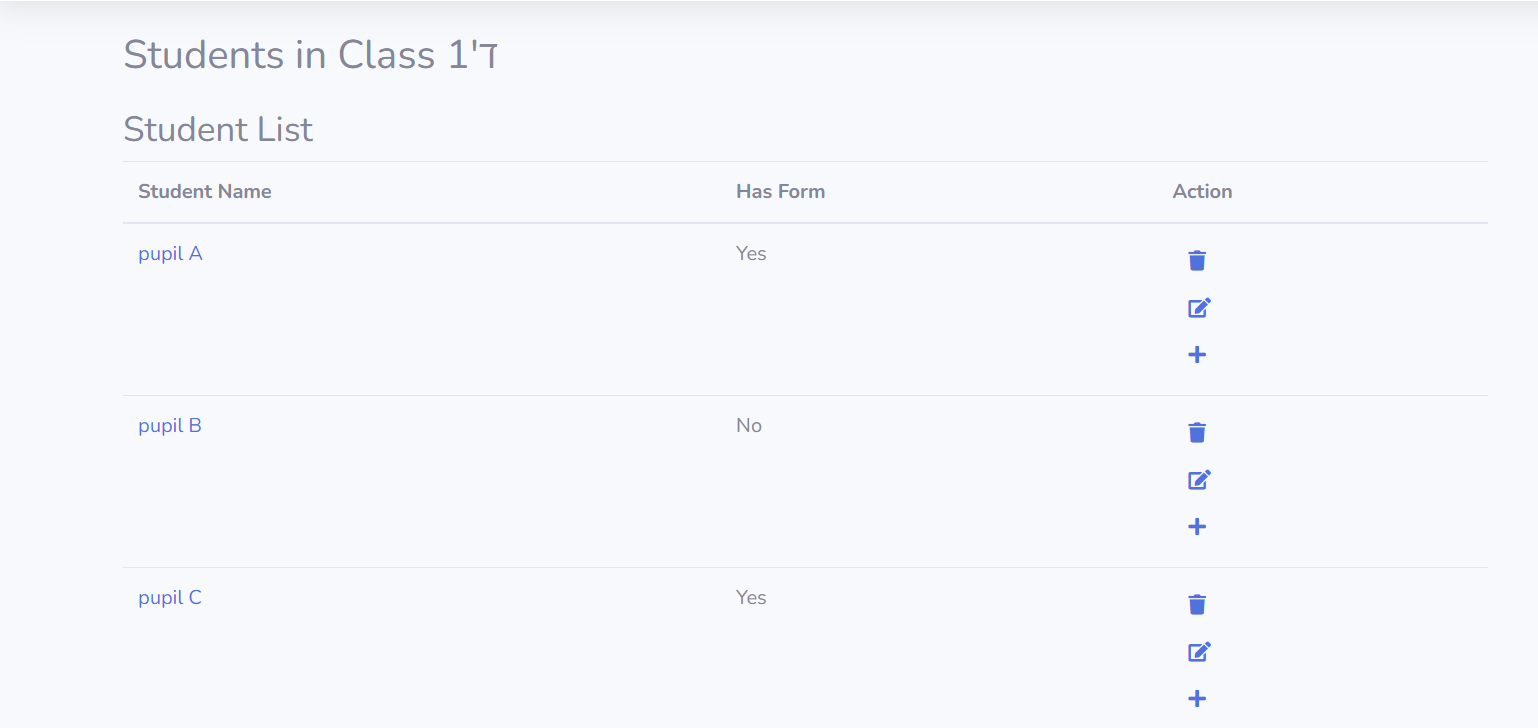 Students in Class ד'1
Student List
Student Name Has Form Action
pupil A Yes
pupil B No
pupil C Yes